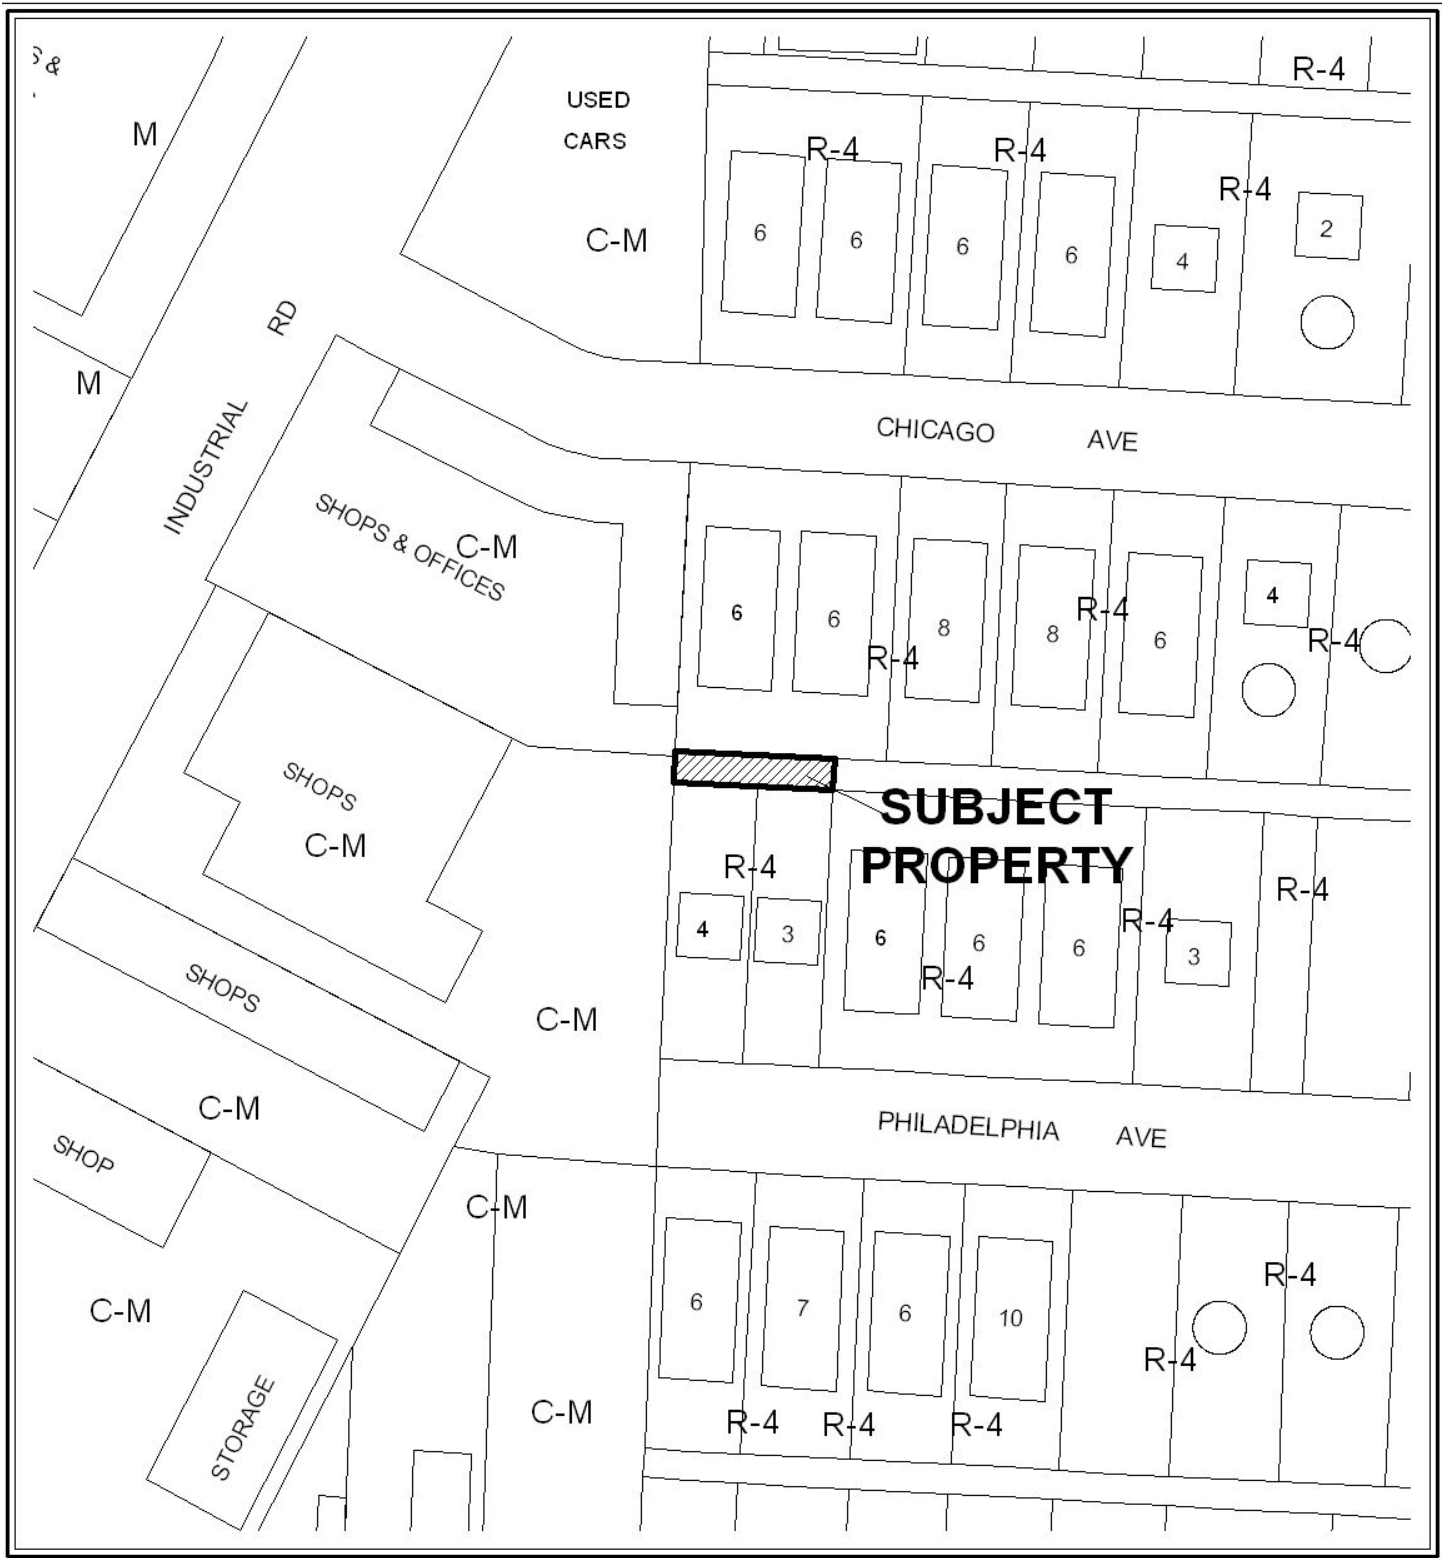 S &
R-4
M
USED
CARS
R-4
R-4
R-4
C-M
6
6
6
6
4
2
INDUSTRIAL RD
M
CHICAGO AVE
SHOPS & OFFICES
C-M
6
6
8
8
6
4
R-4
R-4
R-4
SHOPS
C-M
SUBJECT
PROPERTY
R-4
R-4
R-4
4
3
6
6
6
3
R-4
SHOPS
C-M
C-M
PHILADELPHIA AVE
SHOP
C-M
C-M
6
7
6
10
R-4
R-4
STORAGE
C-M
R-4
R-4
R-4